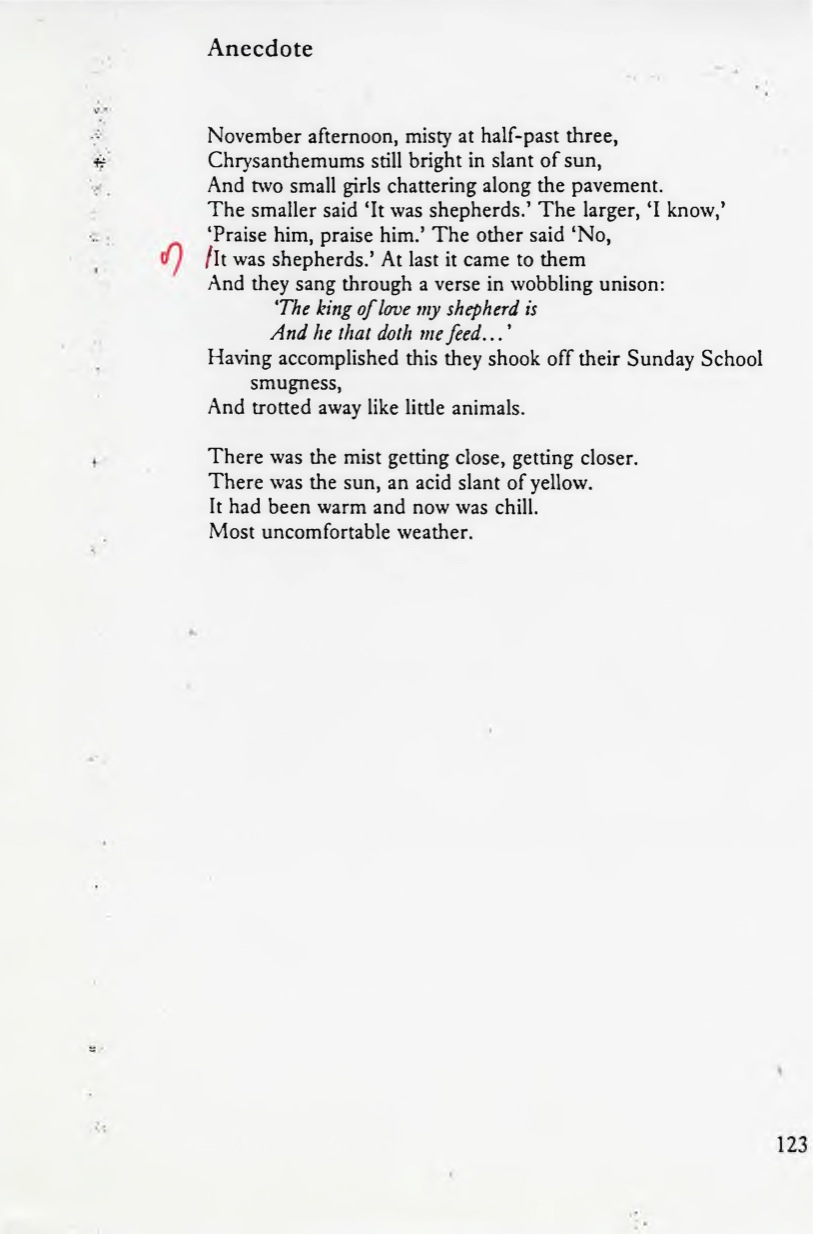 Anecdote
November afternoon, misty at half-past three,
Chrysanthemums still bright in slant of sun,
And two small girls chattering along the pavement.
The smaller said ‘It was shepherds.’ The larger, ‘I know,’
‘Praise him, praise him.’ The other said ‘No,
It was shepherds.’ At last it came to them
And they sang through a verse in wobbling unison:
‘The king of love my shepherd is
And he that doth me feed...’
Having accomplished this they shook off their Sunday School
smugness,
And trotted away like little animals.
There was the mist getting close, getting closer.
There was the sun, an acid slant of yellow.
It had been warm and now was chill.
Most uncomfortable weather.
123